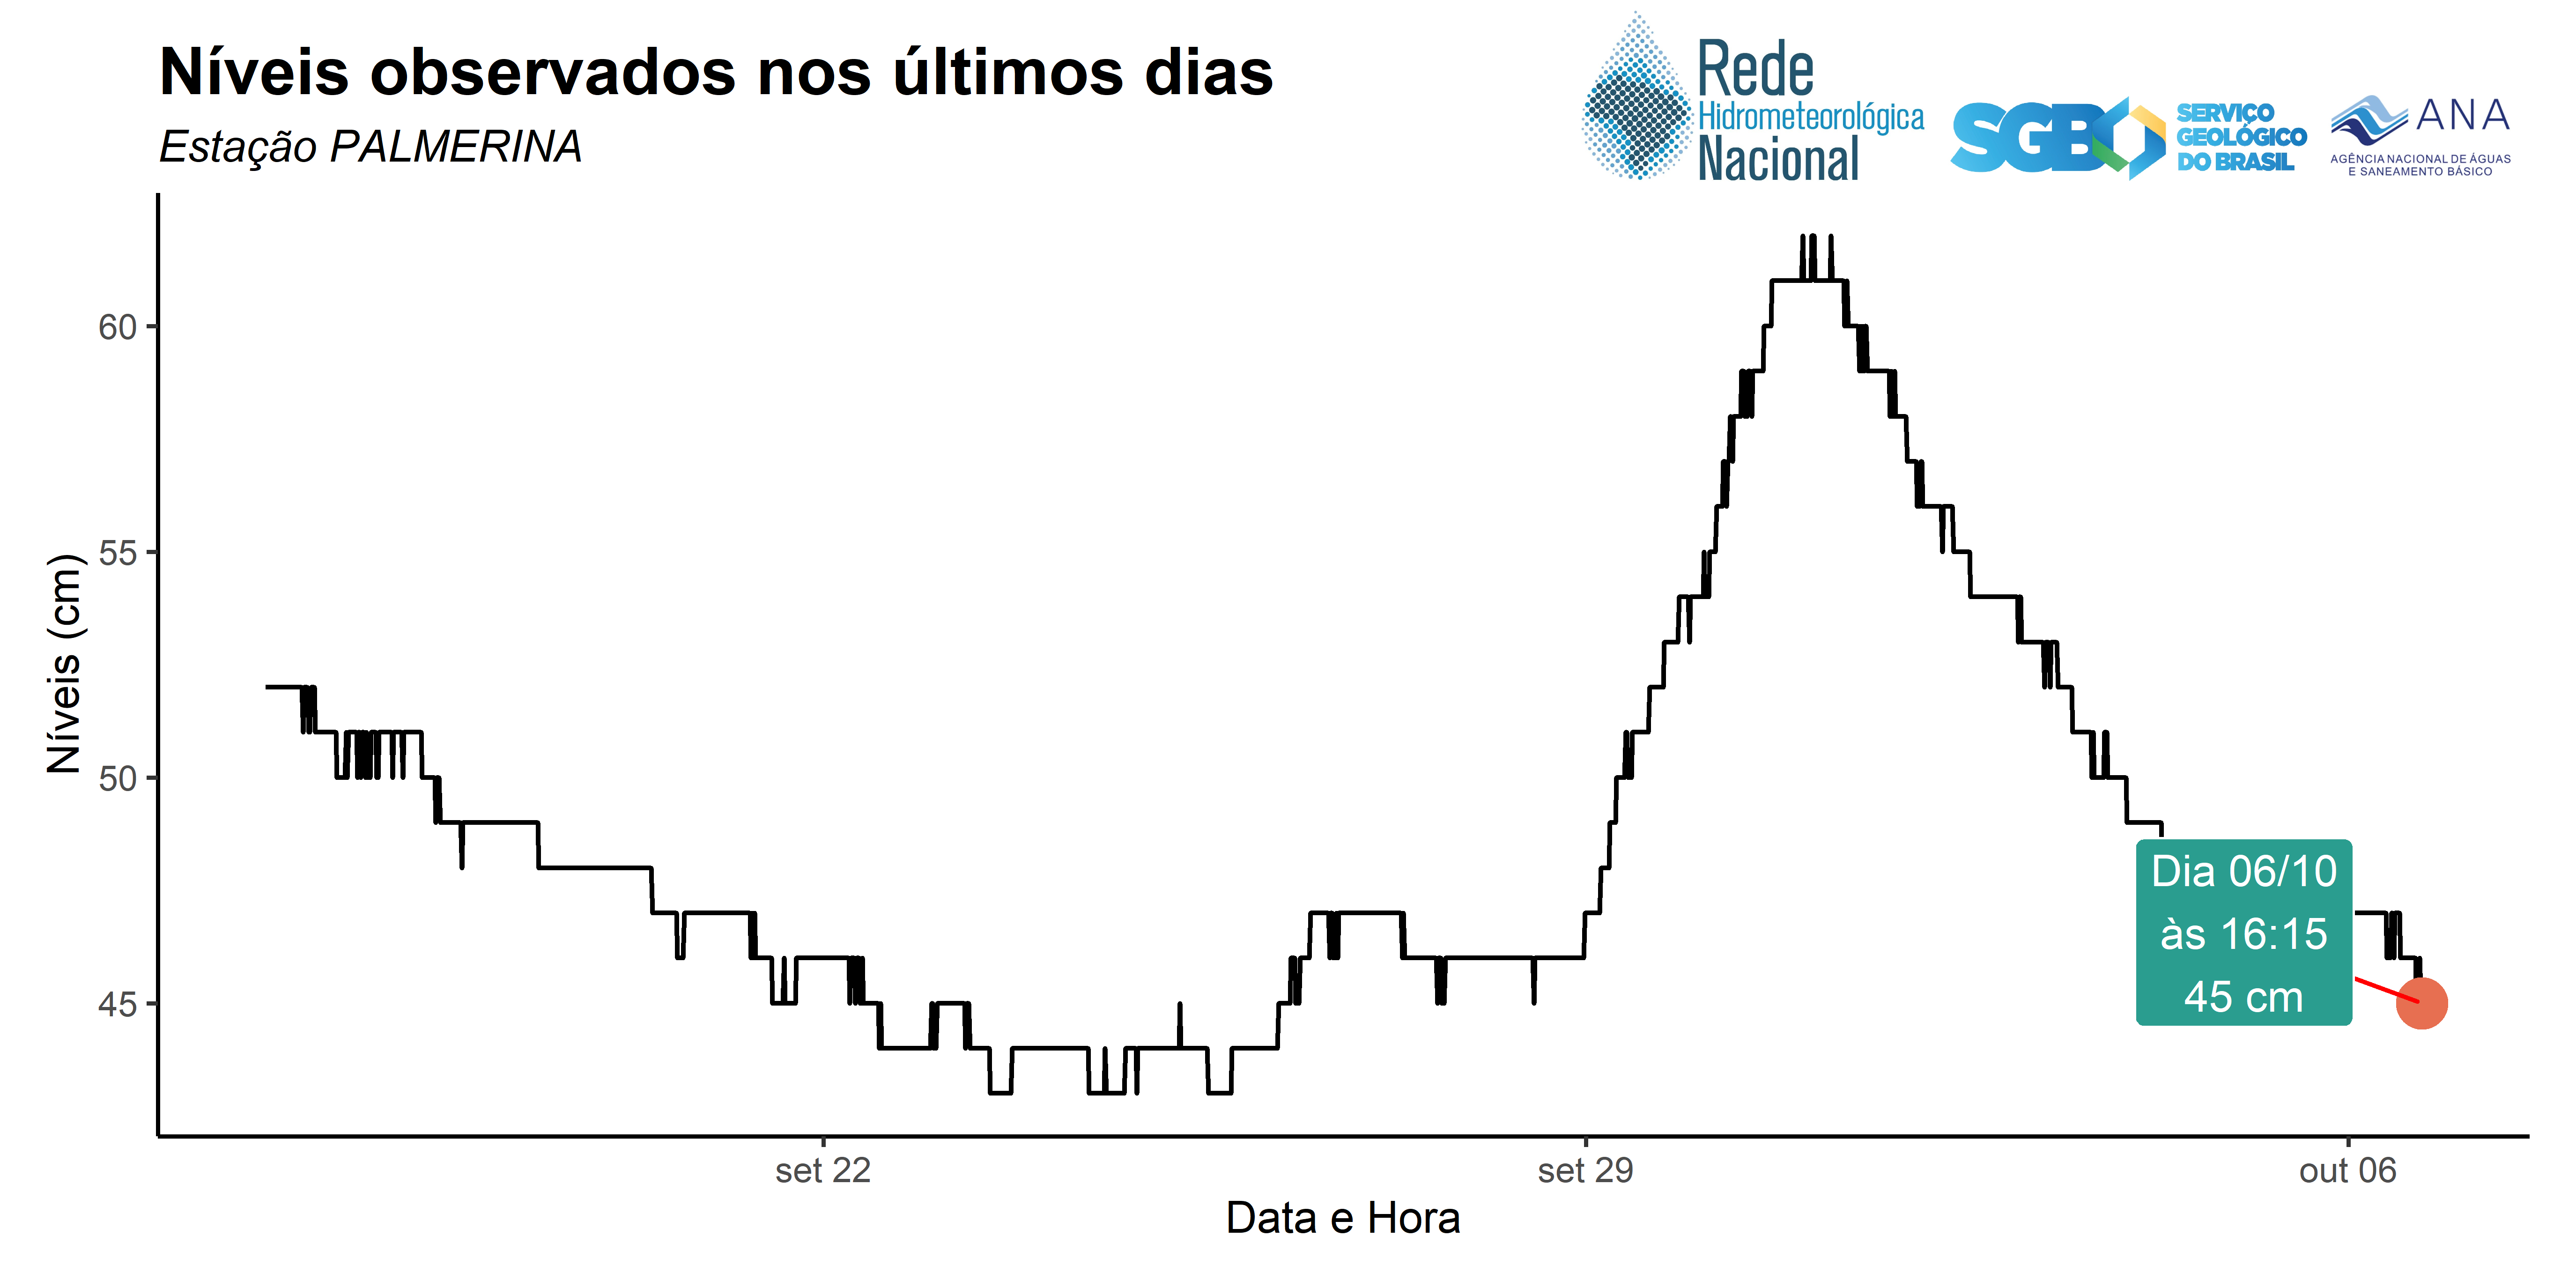 Níveis observados nos últimos dias
Estação PALMERINA
Rede
Hidrometeorológica
Nacional
SGB
SERVIÇO
GEOLÓGICO
DO BRASIL
ANA
AGÊNCIA NACIONAL DE ÁGUAS
E SANEAMENTO BÁSICO
Níveis (cm)
60
55
50
45
Dia 06/10
às 16:15
45 cm
set 22
set 29
out 06
Data e Hora